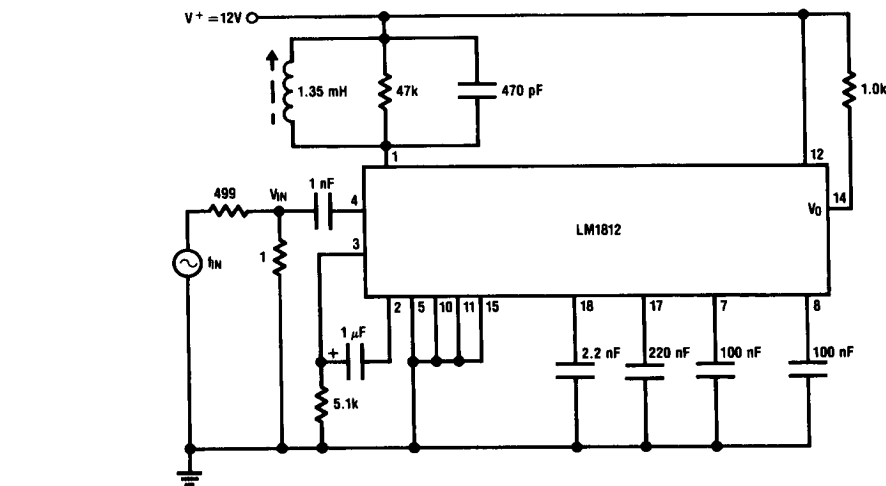 V+ =12V
1.35 mH
47k
470 pF
1.0k
1
12
499
VIN
1 nF
4
14
VO
LM1812
3
fIN
1
2
5
10
11
15
18
17
7
8
1 µF
+
2.2 nF
220 nF
100 nF
100 nF
5.1k